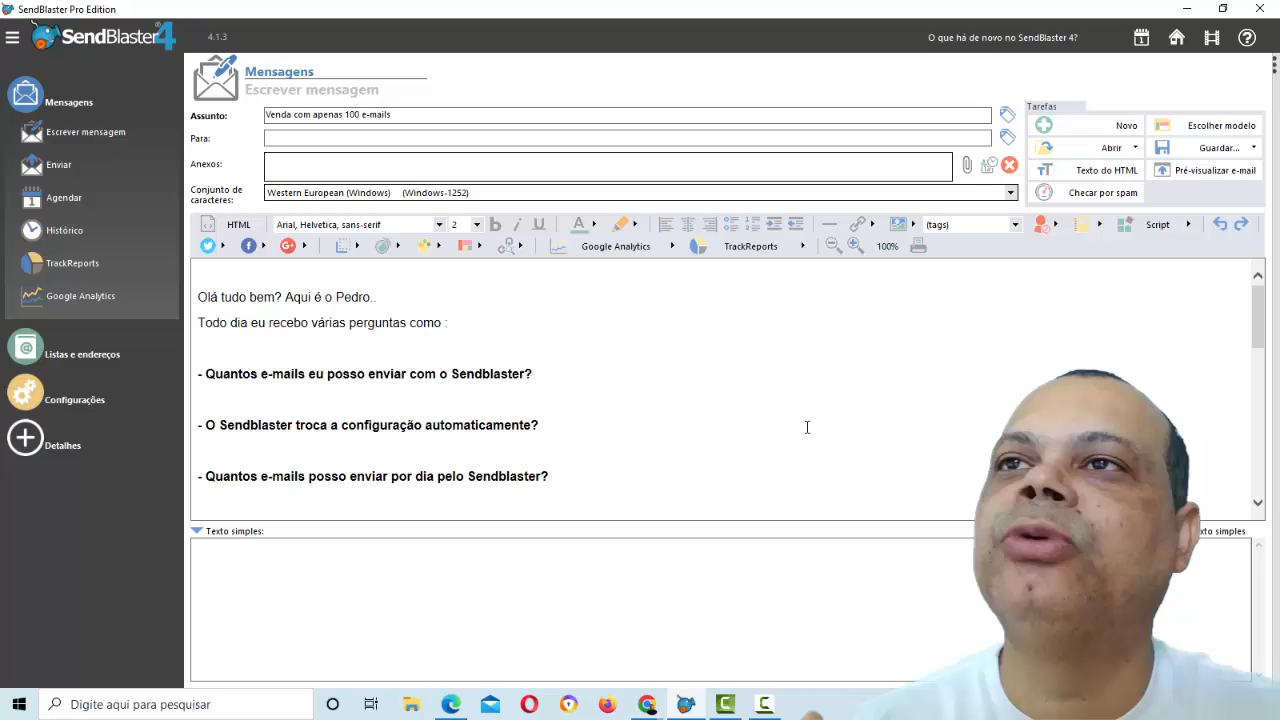 SendBlaster Pro Edition
SendBlaster 4
4.1.3
O que há de novo no SendBlaster 4?
Mensagens
Escrever mensagem
Enviar
Agendar
Histórico
TrackReports
Google Analytics
Listas e endereços
Configurações
Detalhes
Mensagens
Escrever mensagem
Assunto:
Venda com apenas 100 e-mails
Para:
Anexos:
Conjunto de caracteres:
Western European (Windows) (Windows-1252)
Tarefas
Novo
Escolher modelo
Abrir
Guardar...
Texto do HTML
Pré-visualizar e-mail
Checar por spam
HTML
Arial, Helvetica, sans-serif
2
(tags)
Script
Google Analytics
TrackReports
100%
Olá tudo bem? Aqui é o Pedro..
Todo dia eu recebo várias perguntas como :
- Quantos e-mails eu posso enviar com o Sendblaster?
- O Sendblaster troca a configuração automaticamente?
- Quantos e-mails posso enviar por dia pelo Sendblaster?
Texto simples:
xto simples
Digite aqui para pesquisar